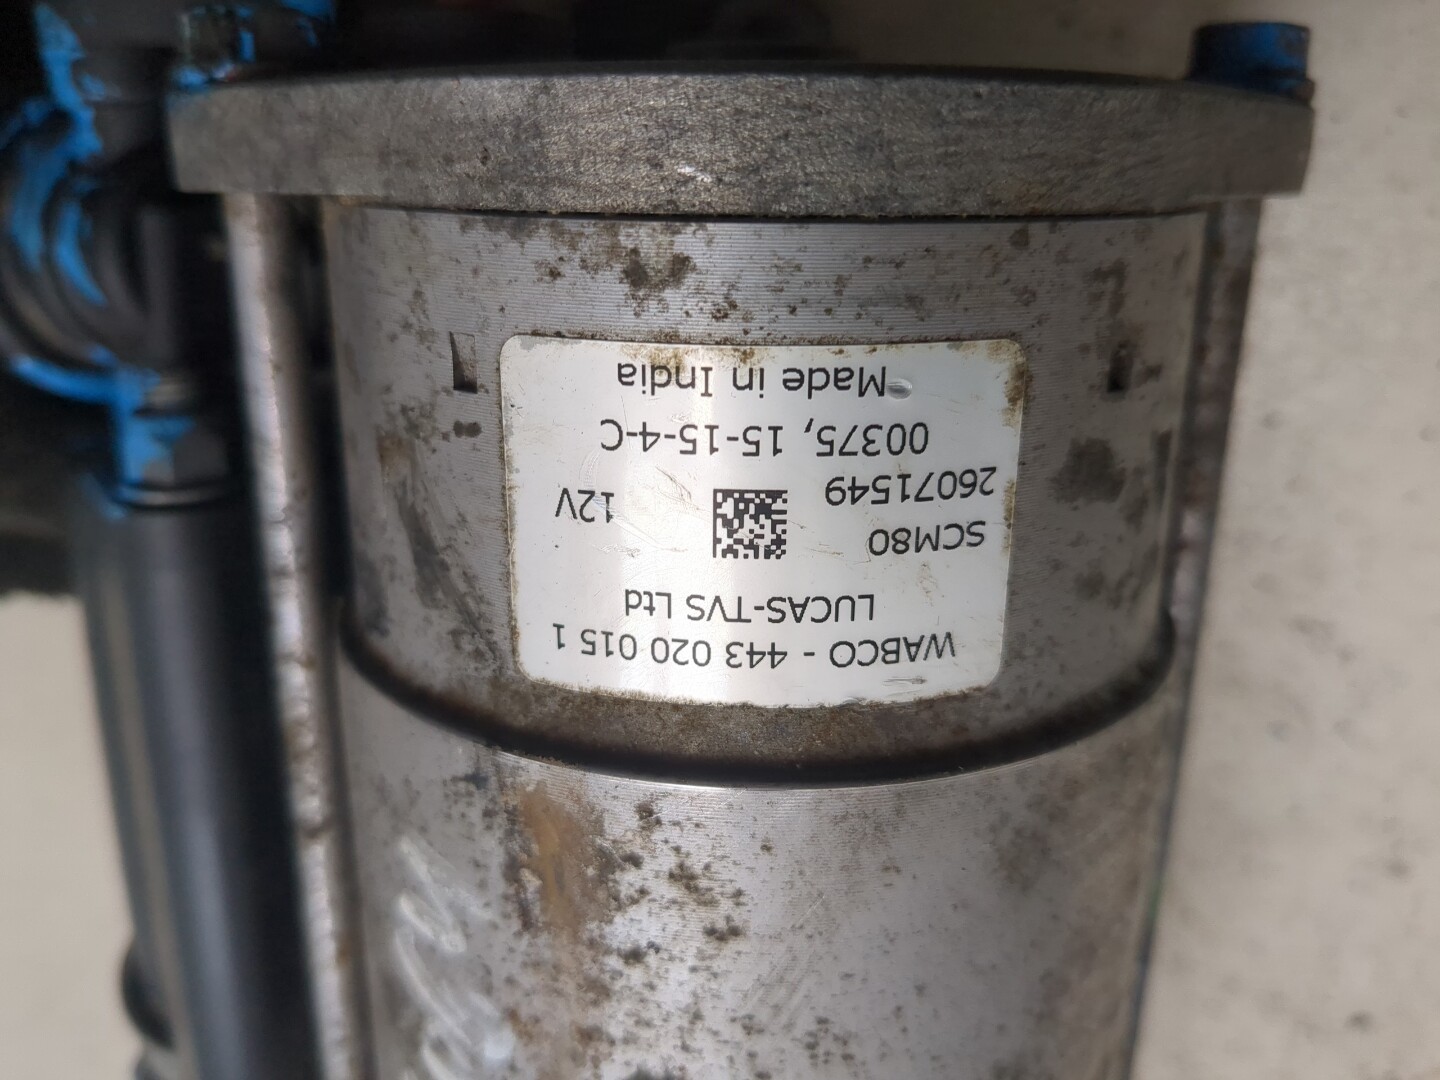 WABCO - 443 020 015 1
LUCAS-TVS Ltd
SCM80
26071549
12V
00375, 15-15-4-C
Made in India